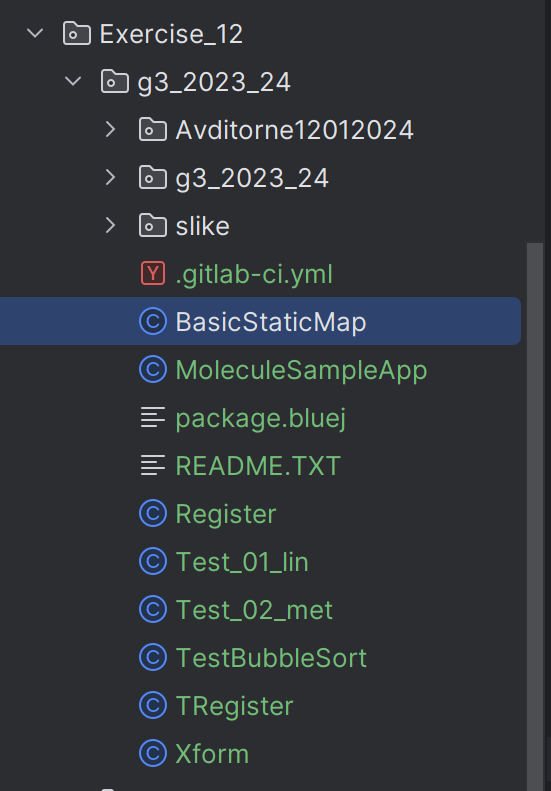 Exercise_12
g3_2023_24
Avditorne12012024
g3_2023_24
slike
Y .gitlab-ci.yml
C BasicStaticMap
C MoleculeSampleApp
package.bluej
README.TXT
C Register
C Test_01_lin
C Test_02_met
C TestBubbleSort
C TRegister
C Xform